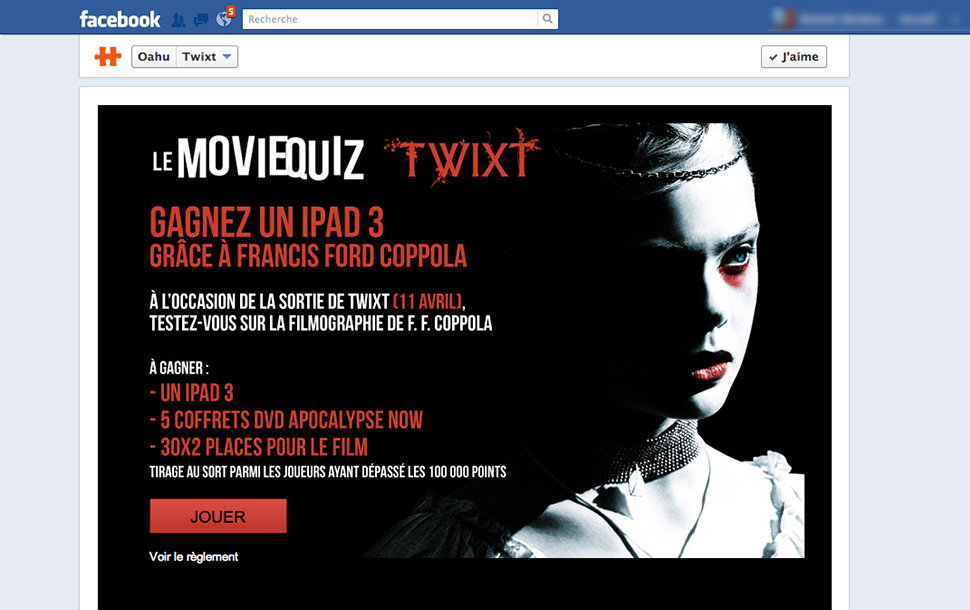 facebook
5
Recherche
Oahu
Twixt
✓ J'aime
LE MOVIEQUIZ TWIXT
GAGNEZ UN IPAD 3
GRÂCE À FRANCIS FORD COPPOLA
À L'OCCASION DE LA SORTIE DE TWIXT (11 AVRIL),
TESTEZ-VOUS SUR LA FILMOGRAPHIE DE F. F. COPPOLA
À GAGNER :
- UN IPAD 3
- 5 COFFRETS DVD APOCALYPSE NOW
- 30X2 PLACES POUR LE FILM
TIRAGE AU SORT PARMI LES JOUEURS AYANT DÉPASSÉ LES 100 000 POINTS
JOUER
Voir le règlement